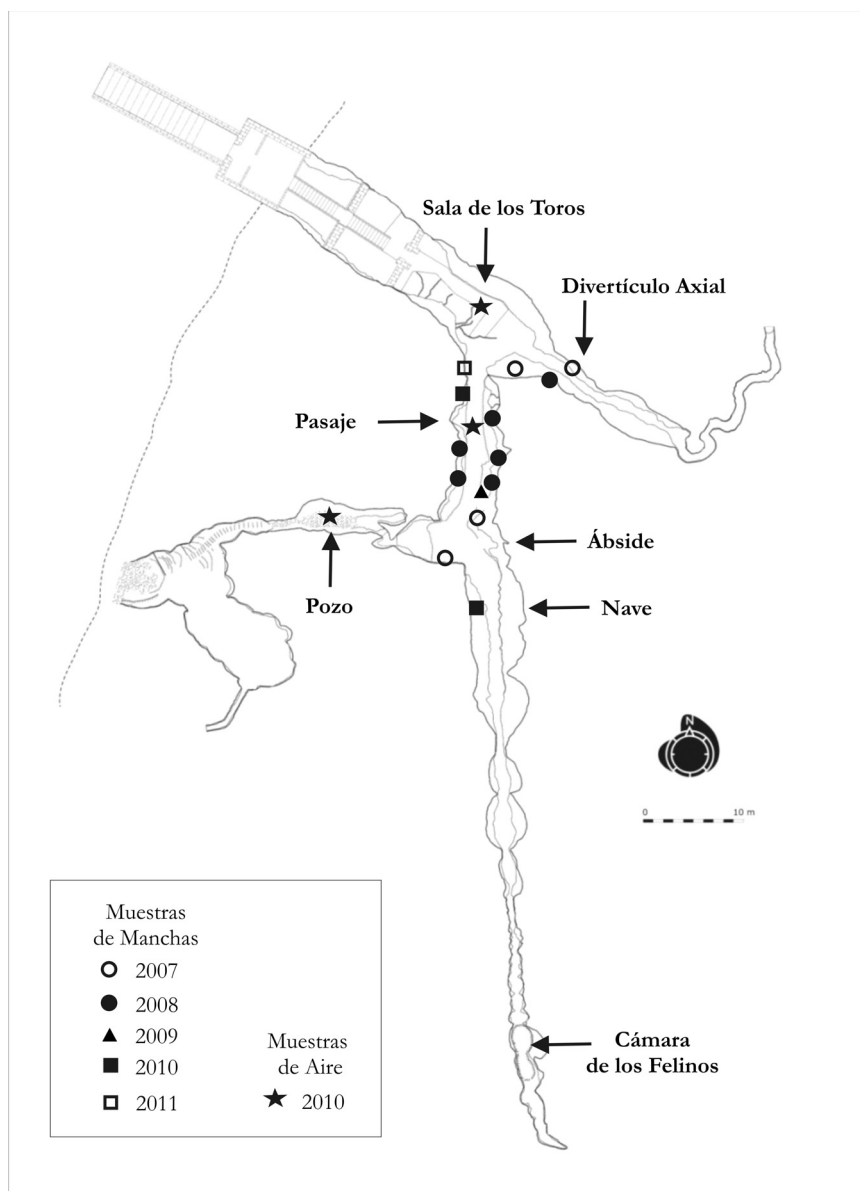 Sala de los Toros
Divertículo Axial
Pasaje
Ábside
Pozo
Nave
N
0 10 m
Muestras
de Manchas
2007
2008
2009
2010
2011
Muestras
de Aire
2010
Cámara
de los Felinos